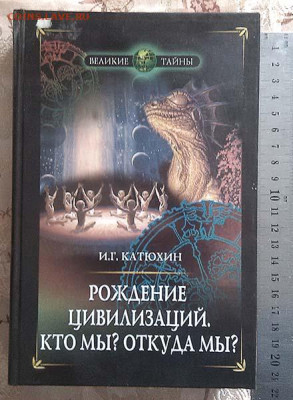 ВЕЛИКИЕ ТАЙНЫ
И.Г. КАТЮХИН
РОЖДЕНИЕ
ЦИВИЛИЗАЦИЙ.
КТО МЫ? ОТКУДА МЫ?